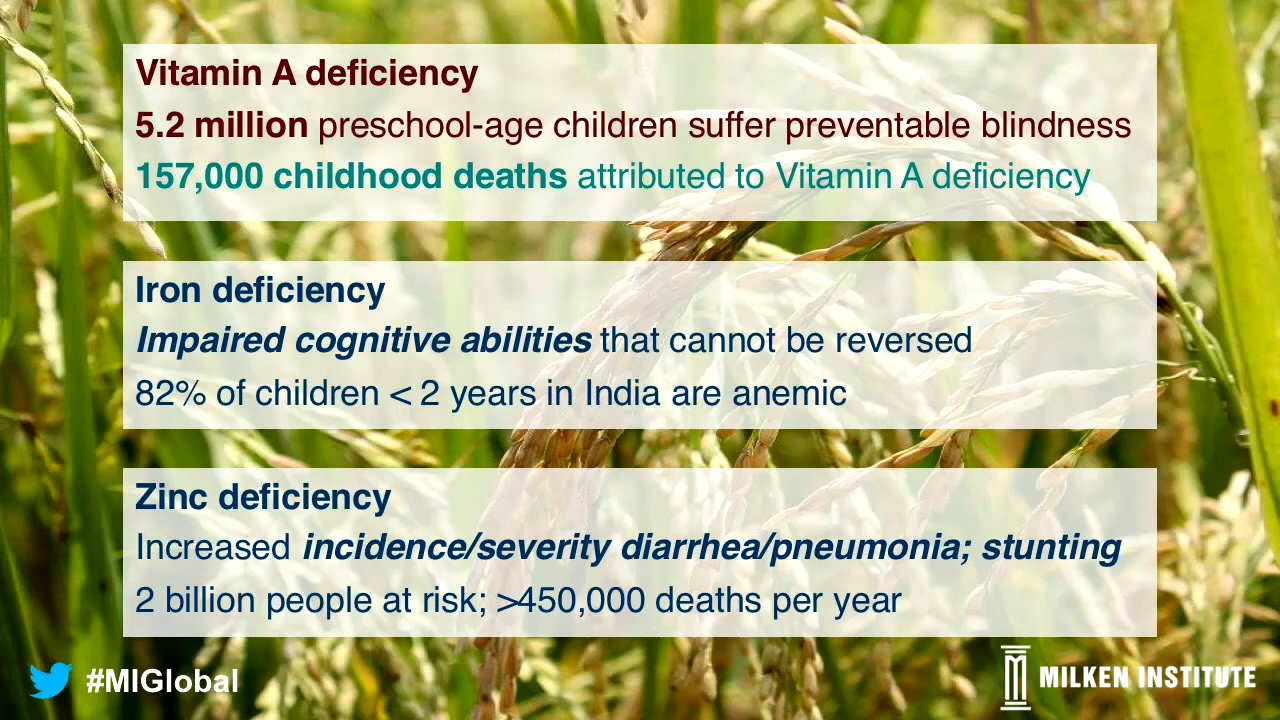 Vitamin A deficiency
5.2 million preschool-age children suffer preventable blindness
157,000 childhood deaths attributed to Vitamin A deficiency
Iron deficiency
Impaired cognitive abilities that cannot be reversed
82% of children < 2 years in India are anemic
Zinc deficiency
Increased incidence/severity diarrhea/pneumonia; stunting
2 billion people at risk; >450,000 deaths per year
#MIGlobal
MILKEN INSTITUTE